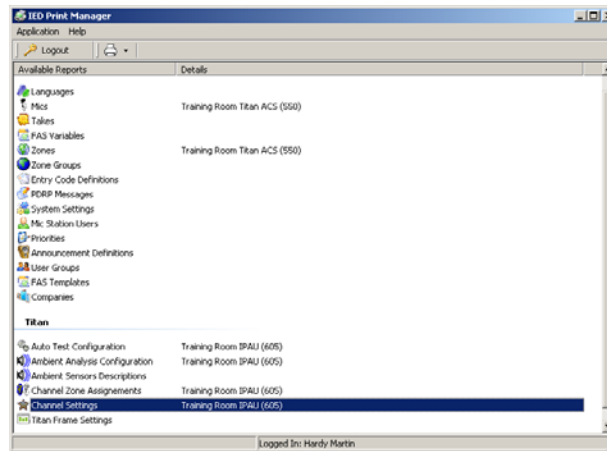 IED Print Manager
Application Help
Logout
Available Reports Details
Languages
Mics Training Room Titan ACS (550)
Takes
FAS Variables
Zones Training Room Titan ACS (550)
Zone Groups
Entry Code Definitions
PDRP Messages
System Settings
Mic Station Users
Priorities
Announcement Definitions
User Groups
FAS Templates
Companies
Titan
Auto Test Configuration Training Room IPAU (605)
Ambient Analysis Configuration Training Room IPAU (605)
Ambient Sensors Descriptions
Channel Zone Assignements Training Room IPAU (605)
Channel Settings Training Room IPAU (605)
Titan Frame Settings
Logged In: Hardy Martin